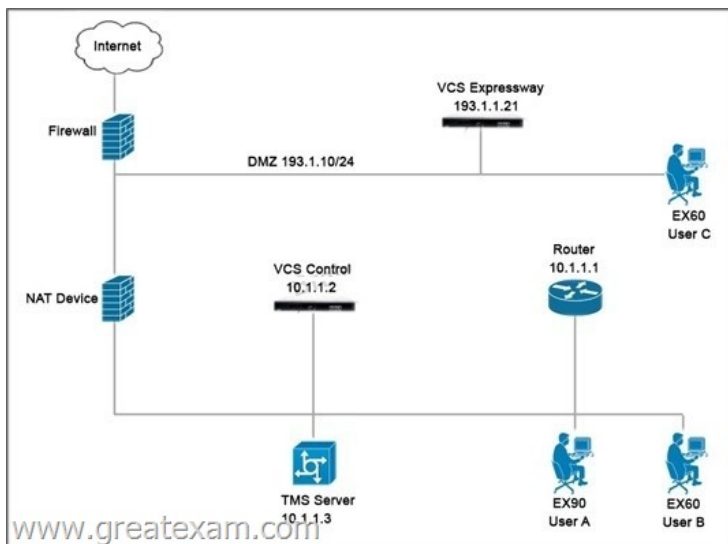 Internet
VCS Expressway
193.1.1.21
Firewall
DMZ 193.1.10/24
EX60
User C
Router
10.1.1.1
VCS Control
10.1.1.2
NAT Device
TMS Server
10.1.1.3
EX90
User A
EX60
User B
www.greatexam.com